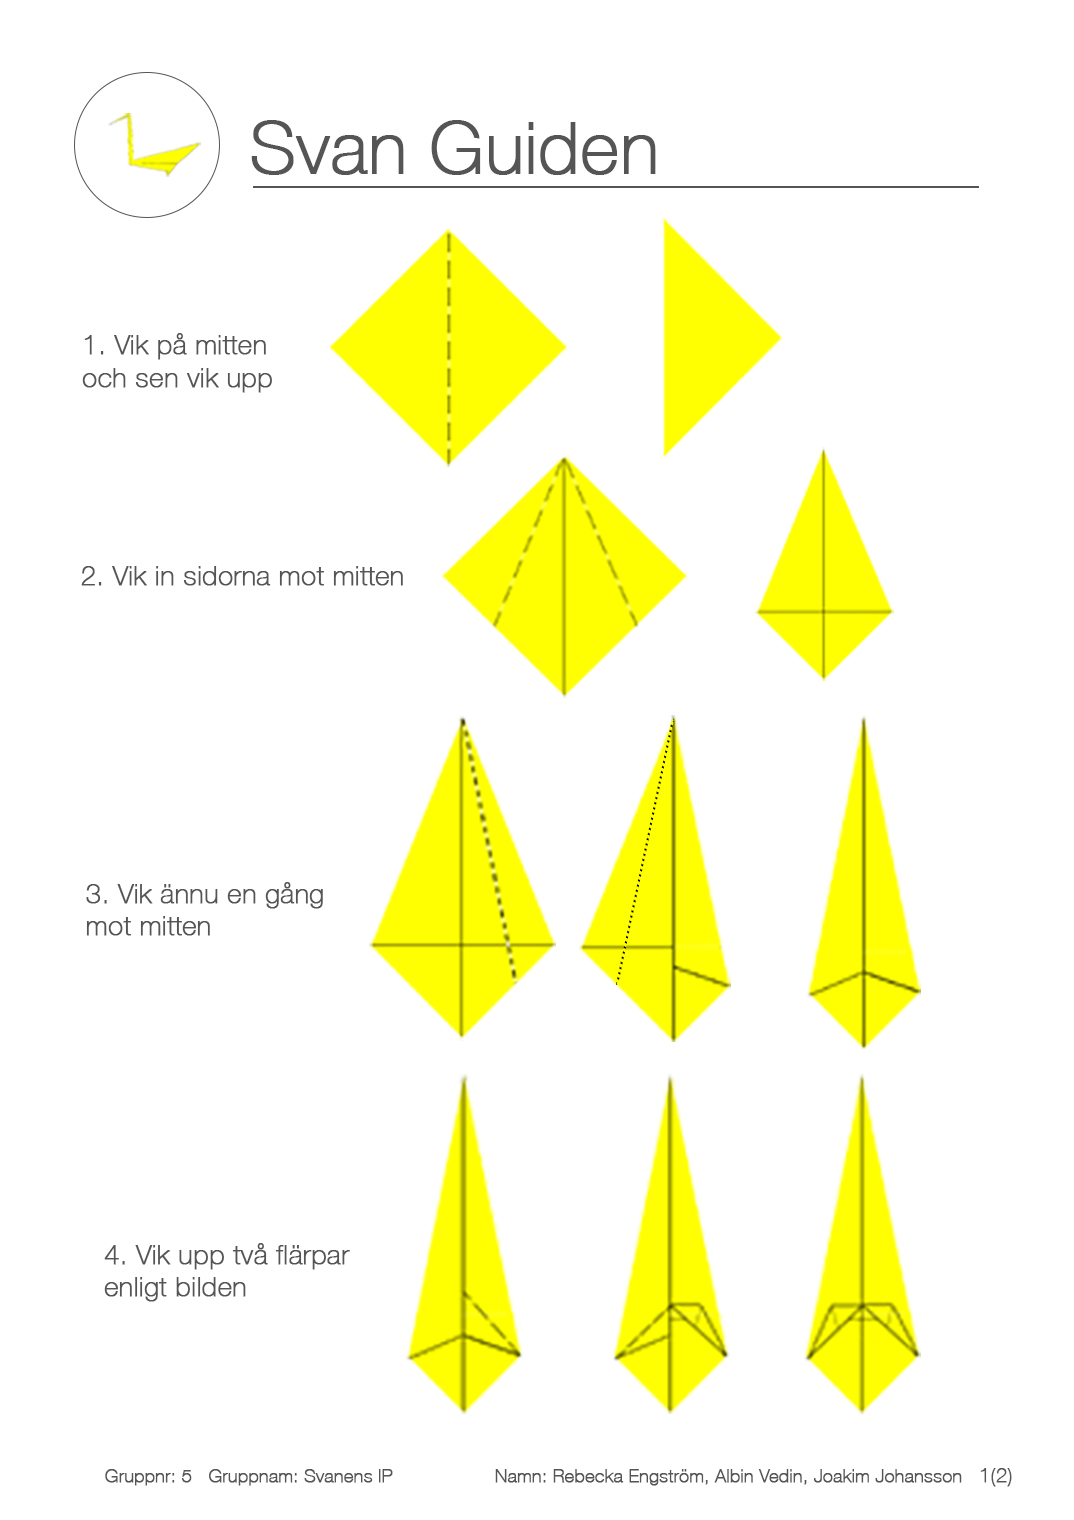 Svan Guiden
1. Vik på mitten
och sen vik upp
2. Vik in sidorna mot mitten
3. Vik ännu en gång
mot mitten
4. Vik upp två flärpar
enligt bilden
Gruppnr: 5 Gruppnam: Svanens IP Namn: Rebecka Engström, Albin Vedin, Joakim Johansson 1(2)